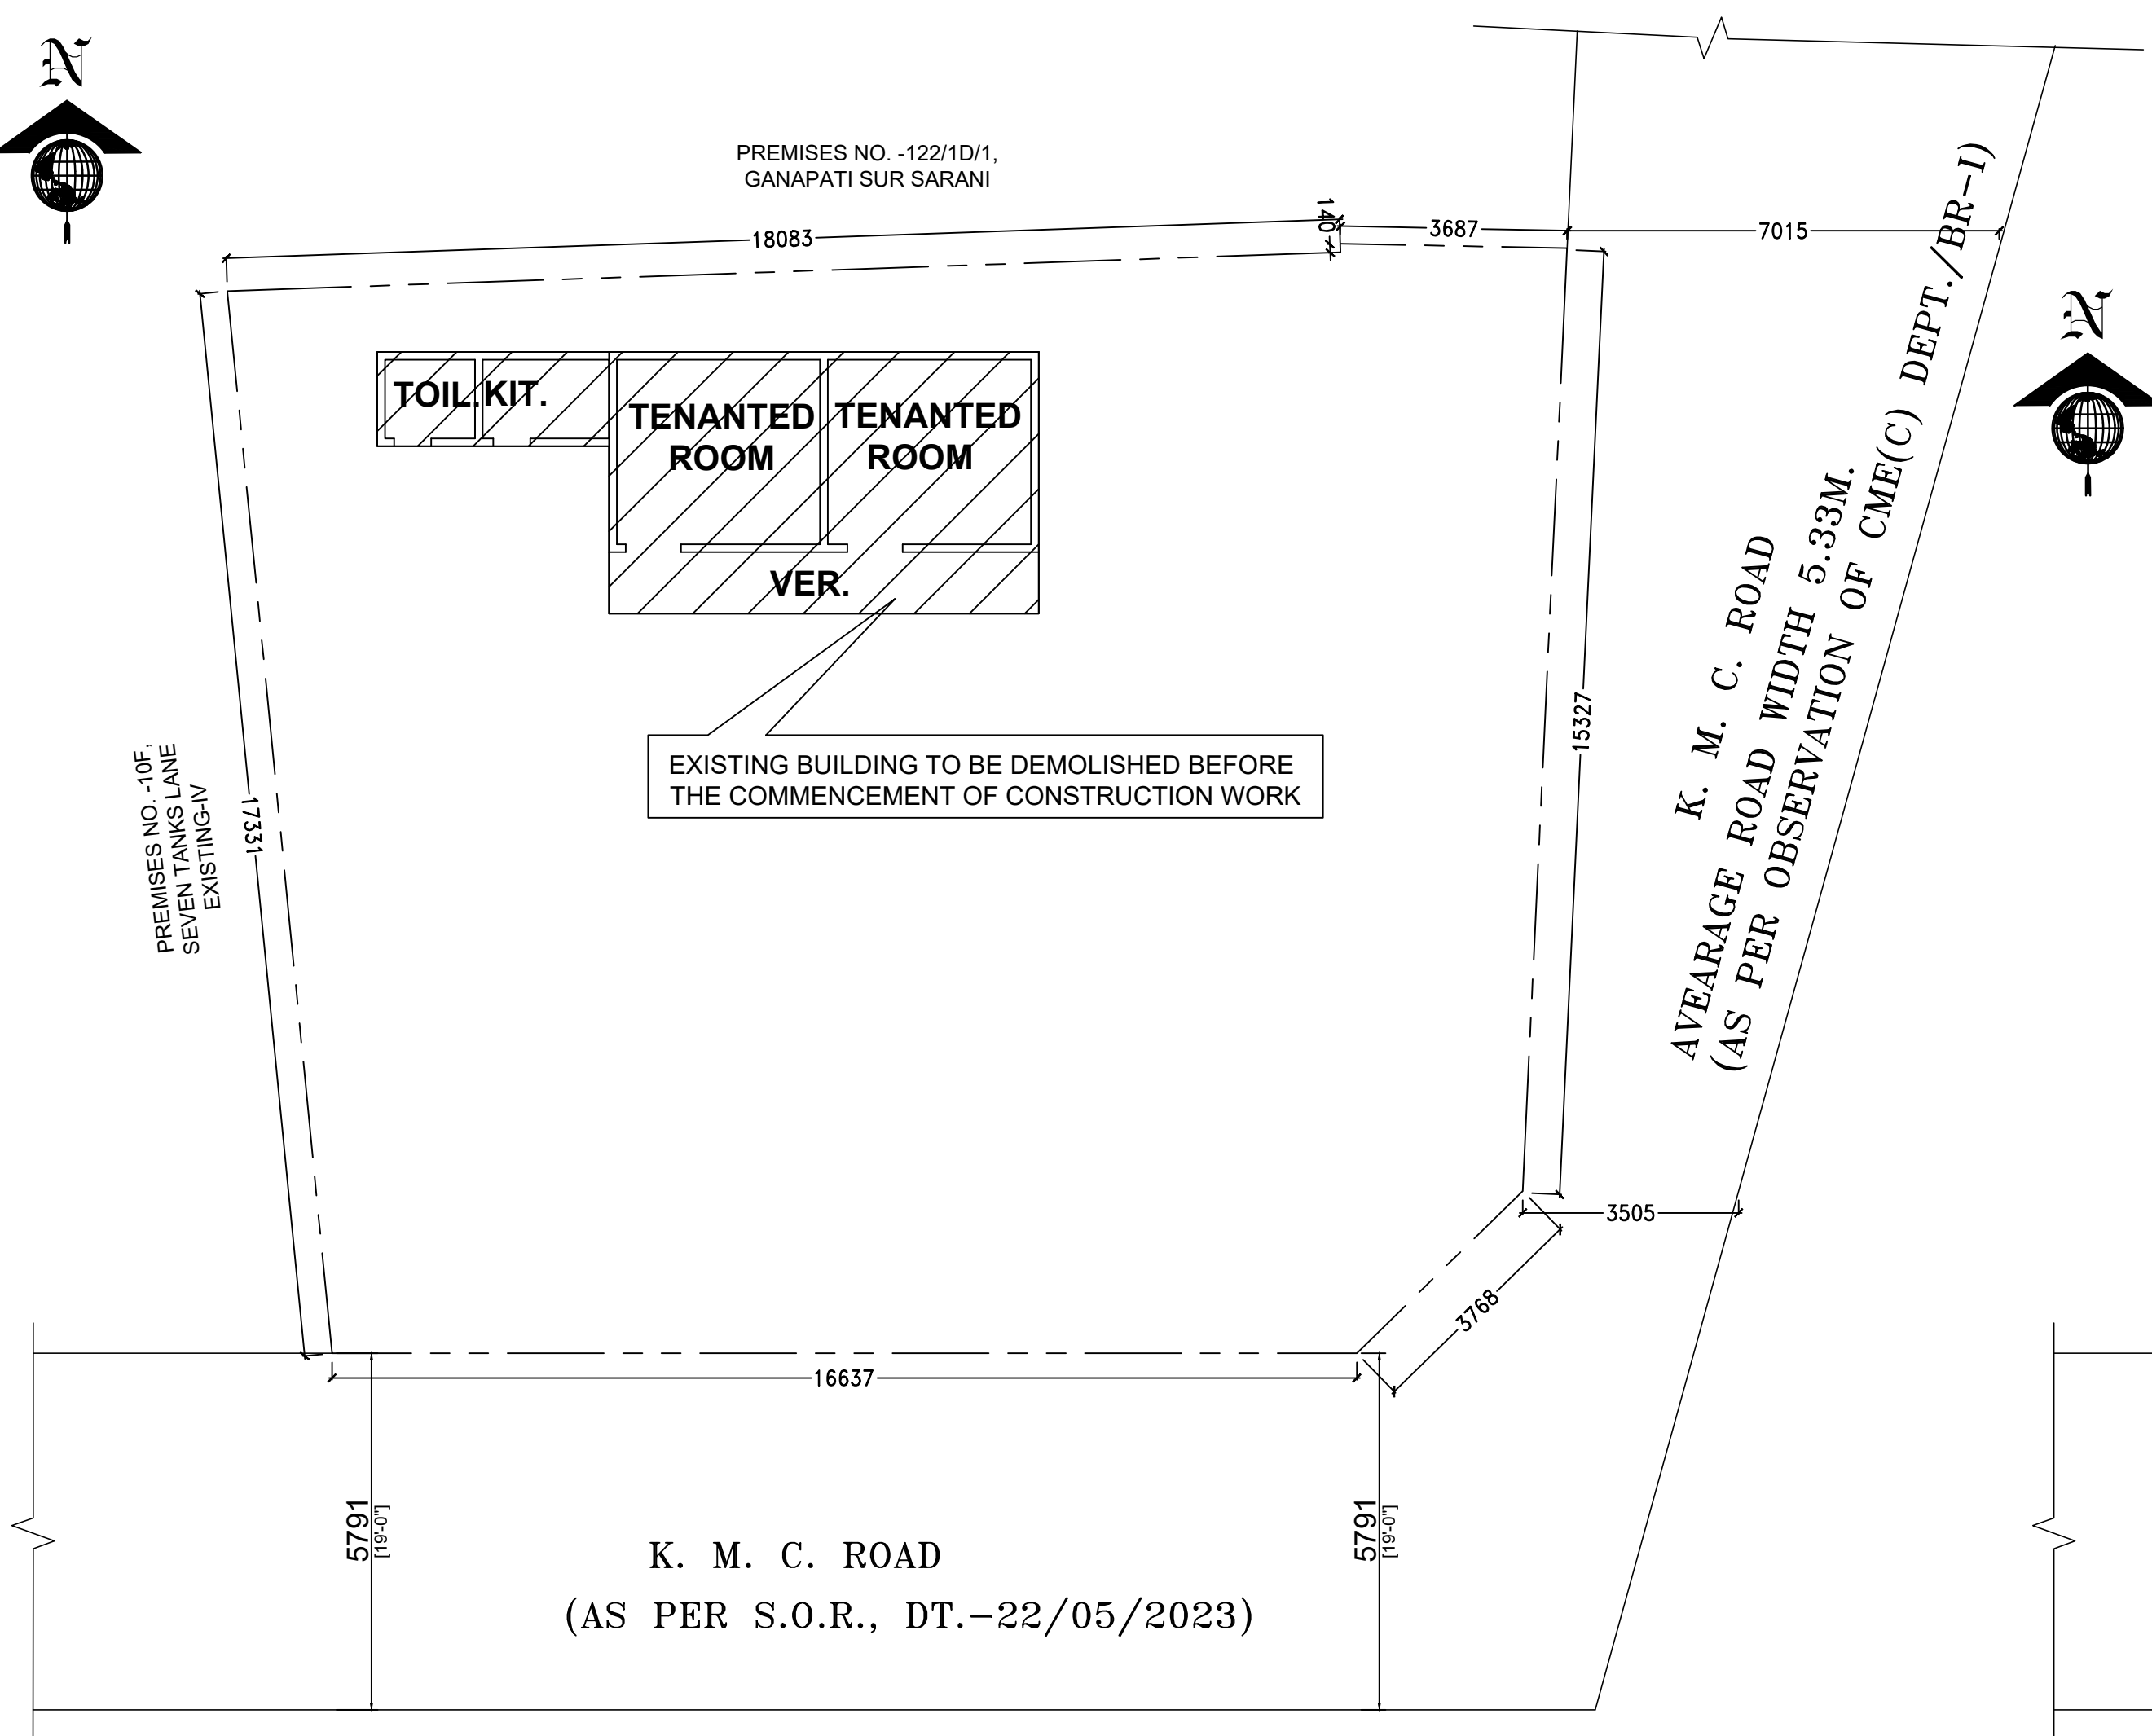 N
PREMISES NO. -122/1D/1,
GANAPATI SUR SARANI
18083
140
3687
7015
N
TOIL.
KIT.
TENANTED
ROOM
TENANTED
ROOM
VER.
EXISTING BUILDING TO BE DEMOLISHED BEFORE
THE COMMENCEMENT OF CONSTRUCTION WORK
PREMISES NO. -10F,
SEVEN TANKS LANE
EXISTING-IV
17331
15327
K. M. C. ROAD
AVEARAGE ROAD WIDTH 5.33M.
(AS PER OBSERVATION OF CME(C) DEPT./BR-I)
3505
3768
16637
5791
[19'-0"]
5791
[19'-0"]
K. M. C. ROAD
(AS PER S.O.R., DT.-22/05/2023)